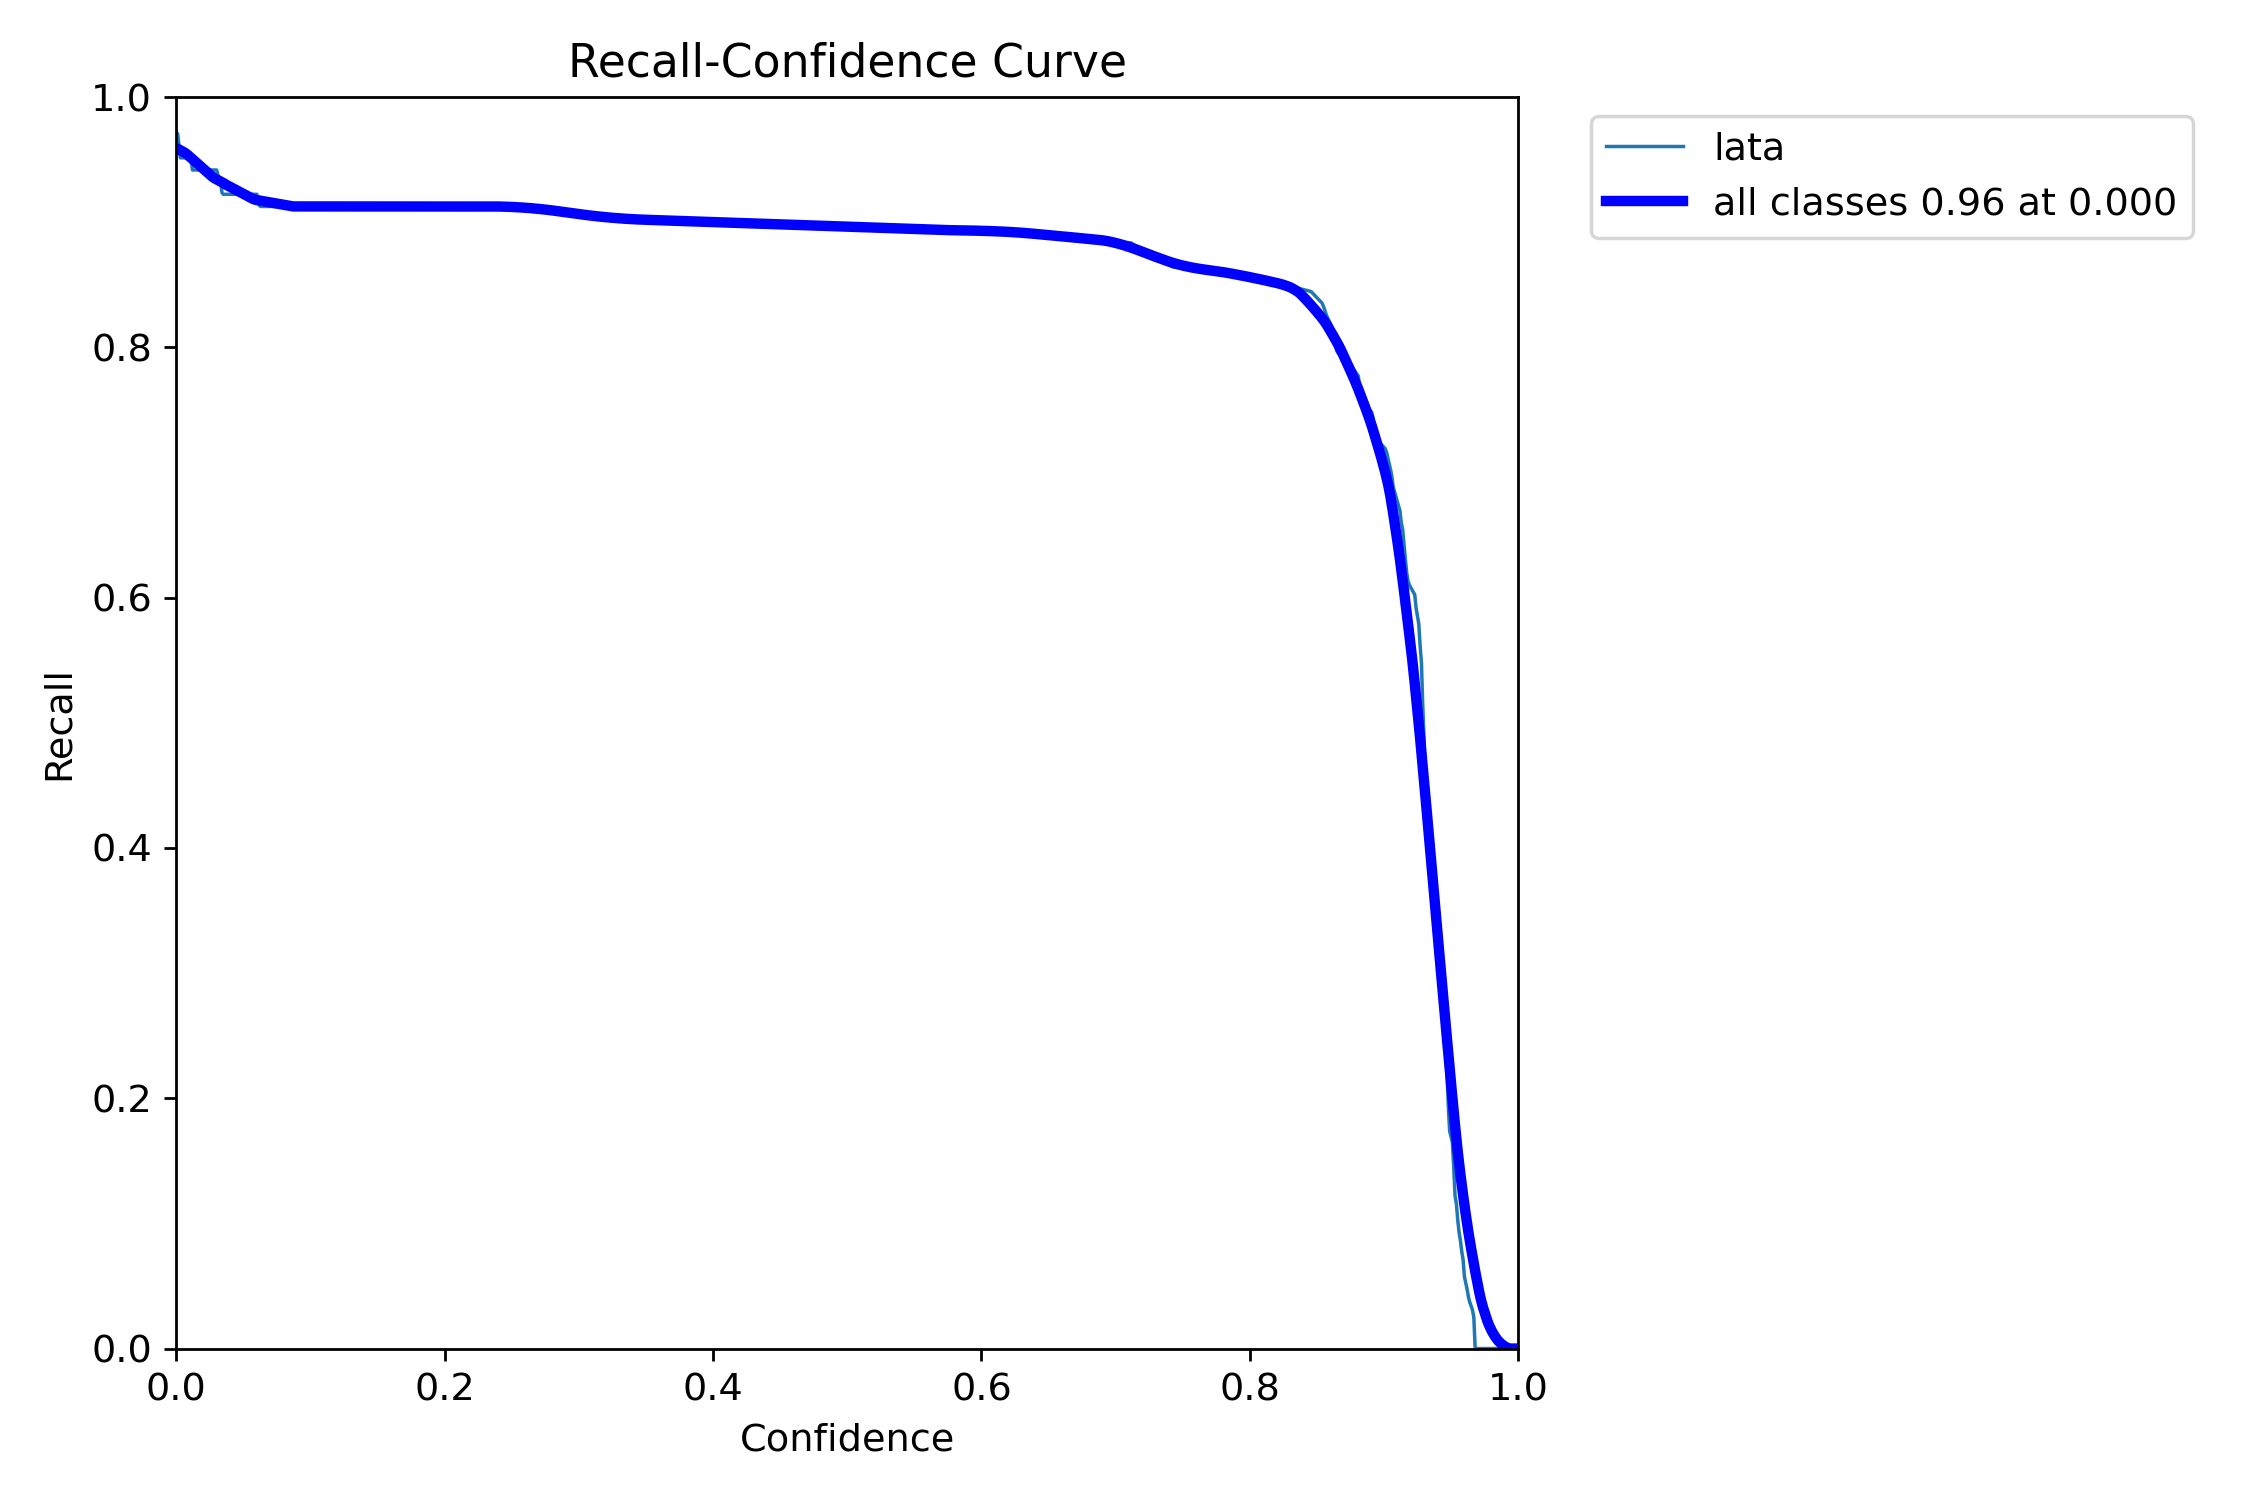 Recall-Confidence Curve
lata
all classes 0.96 at 0.000
1.0
0.8
0.6
0.4
0.2
0.0
Recall
0.0 0.2 0.4 0.6 0.8 1.0
Confidence